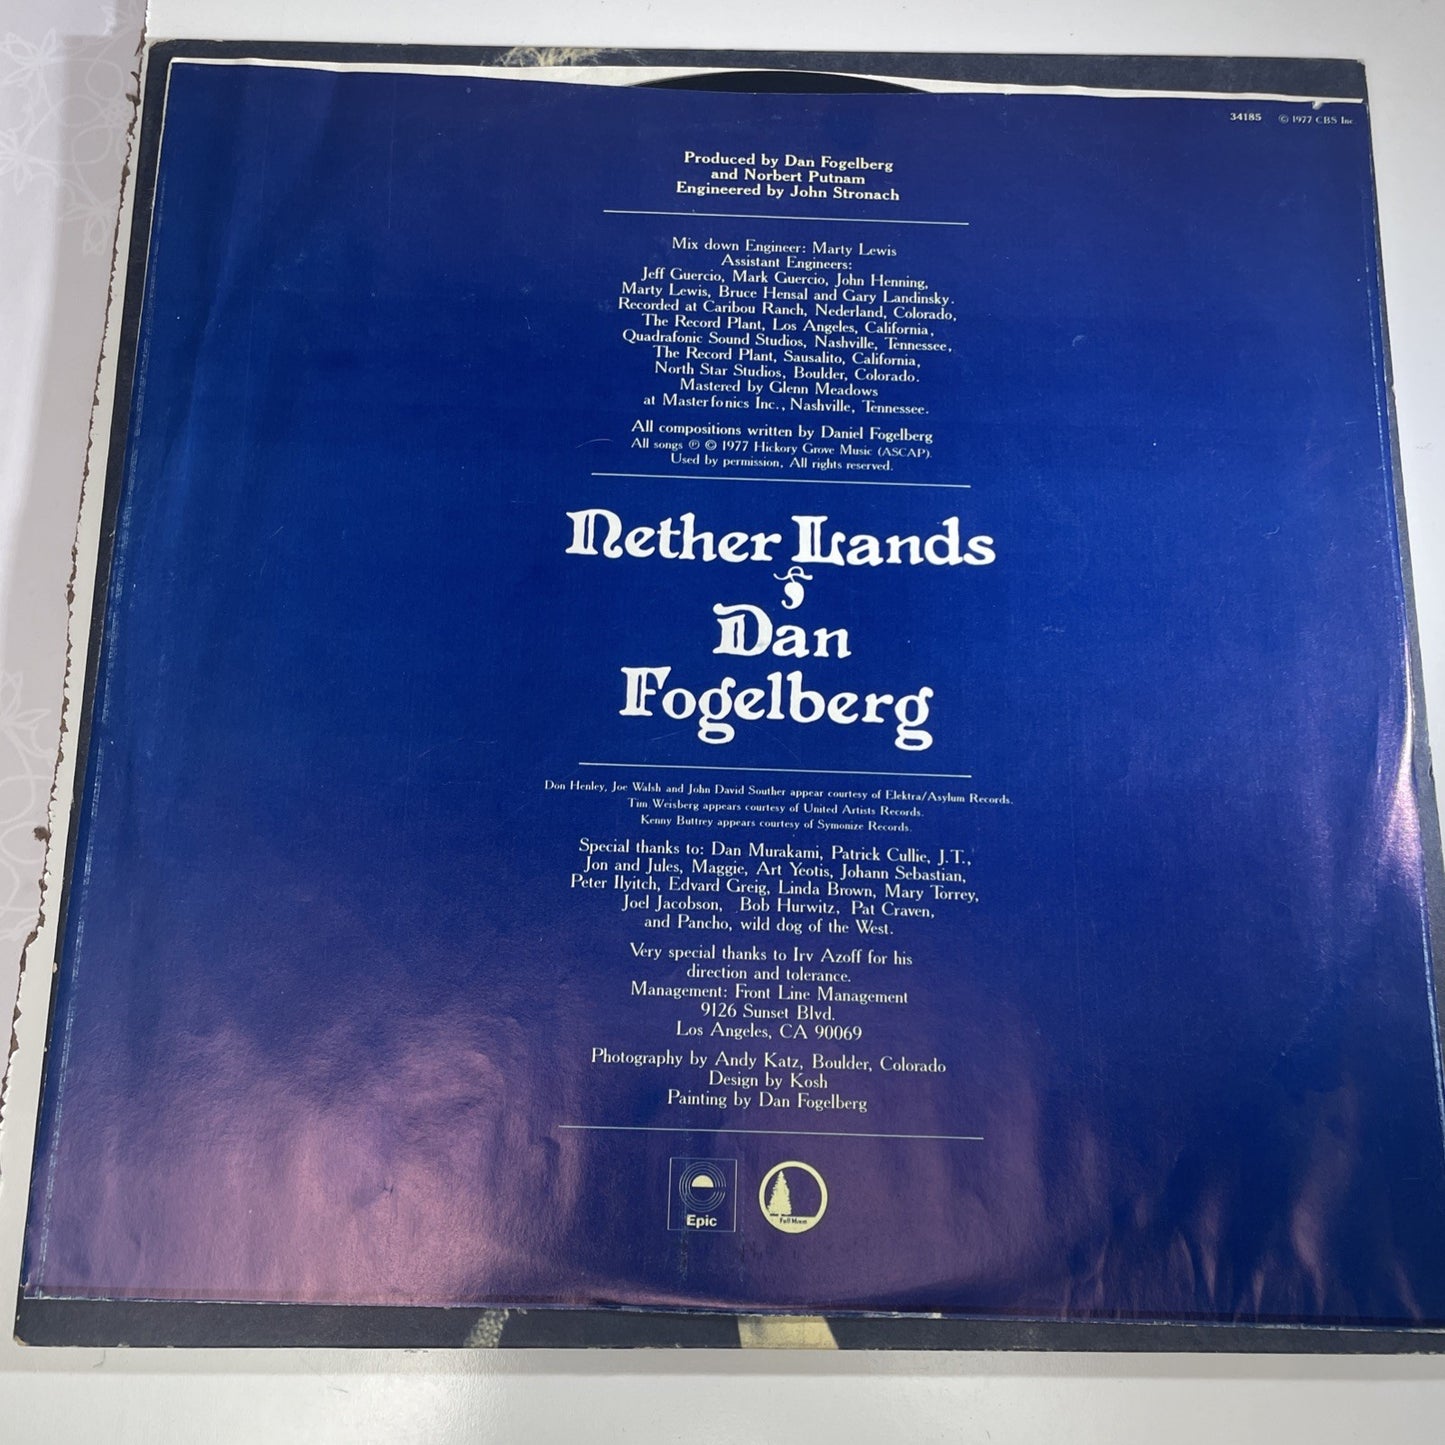 34185 © 1977 CBS Inc.
Produced by Dan Fogelberg
and Norbert Putnam
Engineered by John Stronach
Mix down Engineer: Marty Lewis
Assistant Engineers:
Jeff Guercio, Mark Guercio, John Henning,
Marty Lewis, Bruce Hensal and Gary Landinsky.
Recorded at Caribou Ranch, Nederland, Colorado,
The Record Plant, Los Angeles, California,
Quadrafonic Sound Studios, Nashville, Tennessee,
The Record Plant, Sausalito, California,
North Star Studios, Boulder, Colorado.
Mastered by Glenn Meadows
at Masterfonics Inc., Nashville, Tennessee.
All compositions written by Daniel Fogelberg
All songs ℗ © 1977 Hickory Grove Music (ASCAP).
Used by permission, All rights reserved.
Nether Lands
Dan
Fogelberg
Don Henley, Joe Walsh and John David Souther appear courtesy of Elektra/Asylum Records.
Tim Weisberg appears courtesy of United Artists Records.
Kenny Buttrey appears courtesy of Symonize Records.
Special thanks to: Dan Murakami, Patrick Cullie, J.T.,
Jon and Jules, Maggie, Art Yeotis, Johann Sebastian,
Peter Ilyitch, Edvard Greig, Linda Brown, Mary Torrey,
Joel Jacobson, Bob Hurwitz, Pat Craven,
and Pancho, wild dog of the West.
Very special thanks to Irv Azoff for his
direction and tolerance.
Management: Front Line Management
9126 Sunset Blvd.
Los Angeles, CA 90069
Photography by Andy Katz, Boulder, Colorado
Design by Kosh
Painting by Dan Fogelberg
Epic
Full Moon